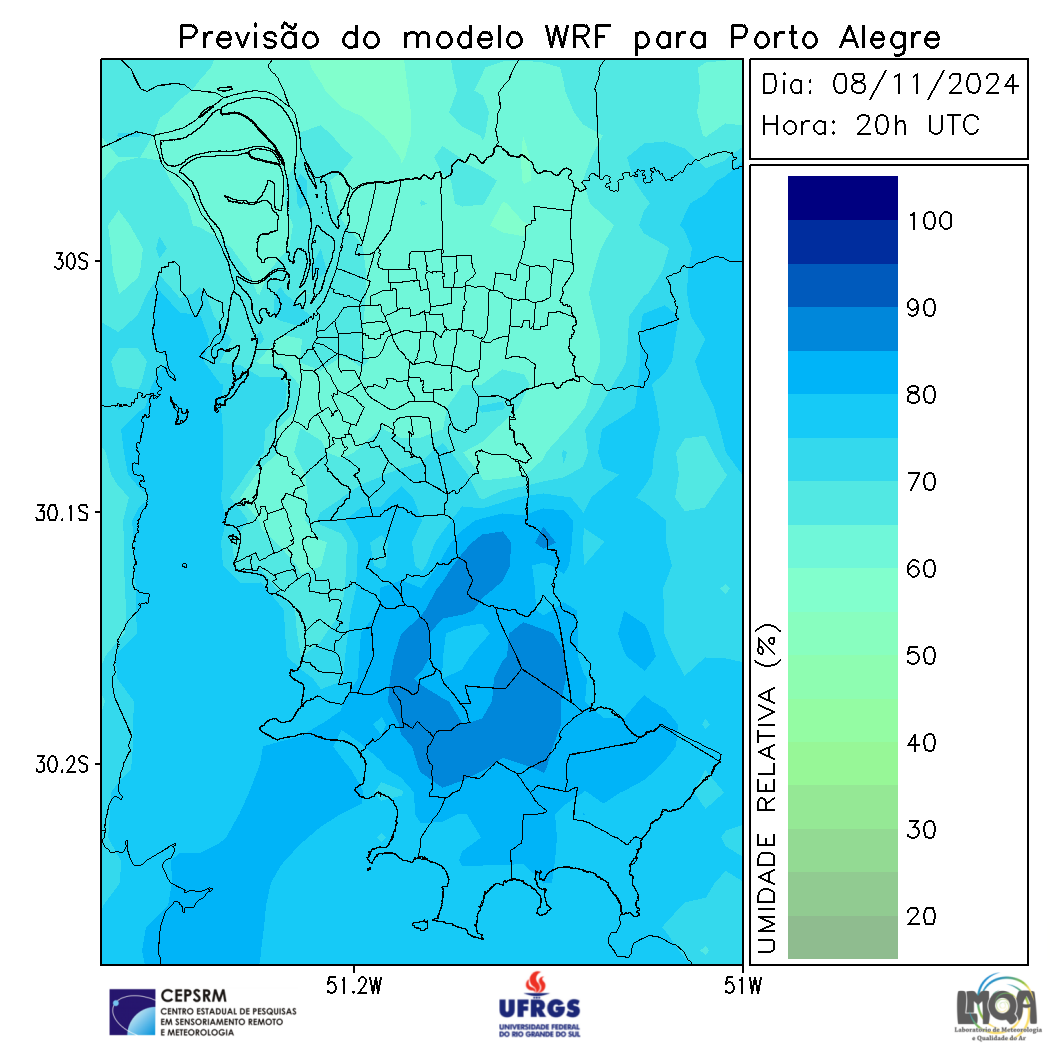 Previsão do modelo WRF para Porto Alegre
Dia: 08/11/2024
Hora: 20h UTC
30S
30.1S
30.2S
51.2W
51W
100
90
80
70
60
50
40
30
20
UMIDADE RELATIVA (%)
CEPSRM
CENTRO ESTADUAL DE PESQUISAS
EM SENSORIAMENTO REMOTO
E METEOROLOGIA
UFRGS
UNIVERSIDADE FEDERAL
DO RIO GRANDE DO SUL
LMQA
Laboratório de Meteorologia
e Qualidade do Ar